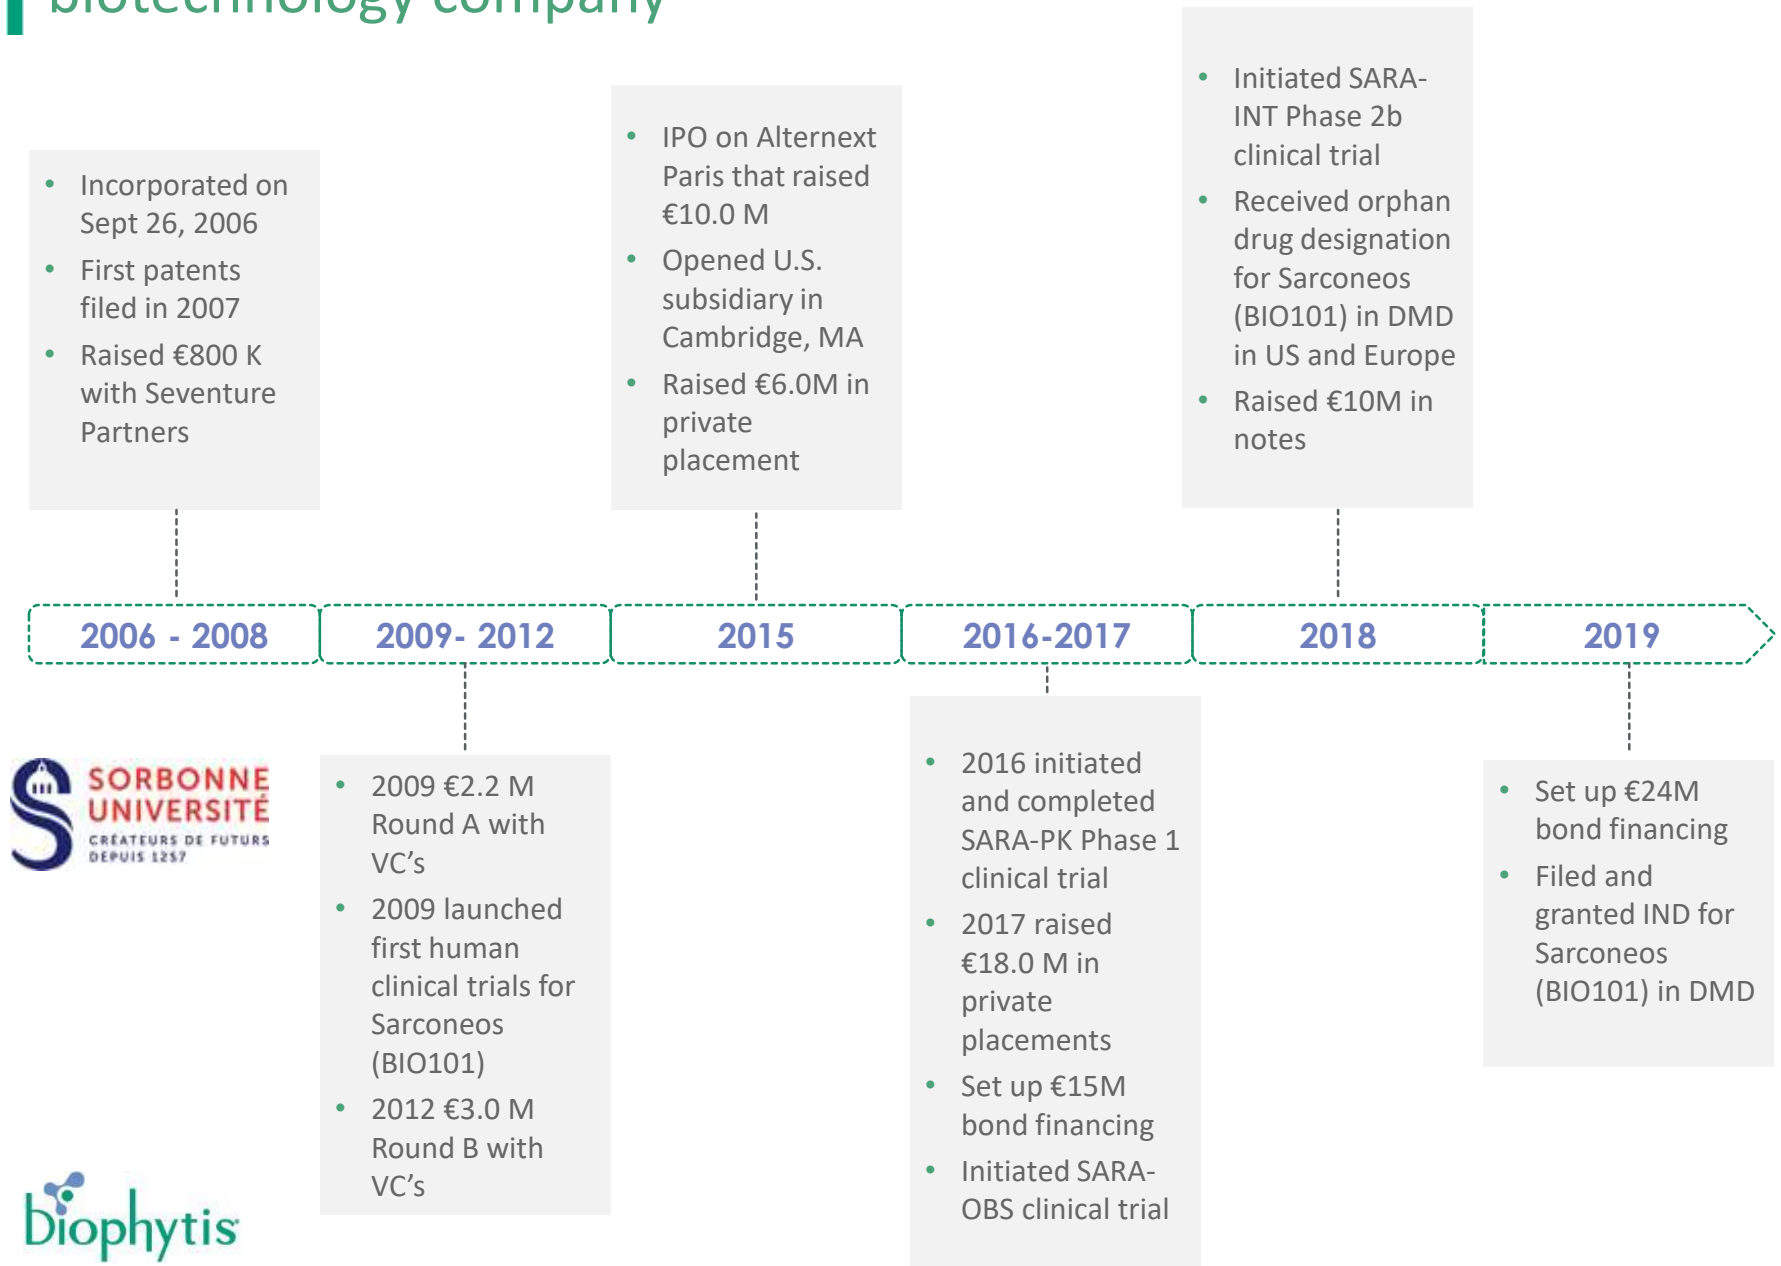 biotechnology company
• Incorporated on
Sept 26, 2006
• First patents
filed in 2007
• Raised €800 K
with Seventure
Partners
• IPO on Alternext
Paris that raised
€10.0 M
• Opened U.S.
subsidiary in
Cambridge, MA
• Raised €6.0M in
private
placement
• Initiated SARA-
INT Phase 2b
clinical trial
• Received orphan
drug designation
for Sarconeos
(BIO101) in DMD
in US and Europe
• Raised €10M in
notes
2006 - 2008
2009- 2012
2015
2016-2017
2018
2019
SORBONNE
UNIVERSITÉ
CRÉATEURS DE FUTURS
DEPUIS 1257
• 2009 €2.2 M
Round A with
VC’s
• 2009 launched
first human
clinical trials for
Sarconeos
(BIO101)
• 2012 €3.0 M
Round B with
VC’s
• 2016 initiated
and completed
SARA-PK Phase 1
clinical trial
• 2017 raised
€18.0 M in
private
placements
• Set up €15M
bond financing
• Initiated SARA-
OBS clinical trial
• Set up €24M
bond financing
• Filed and
granted IND for
Sarconeos
(BIO101) in DMD
biophytis